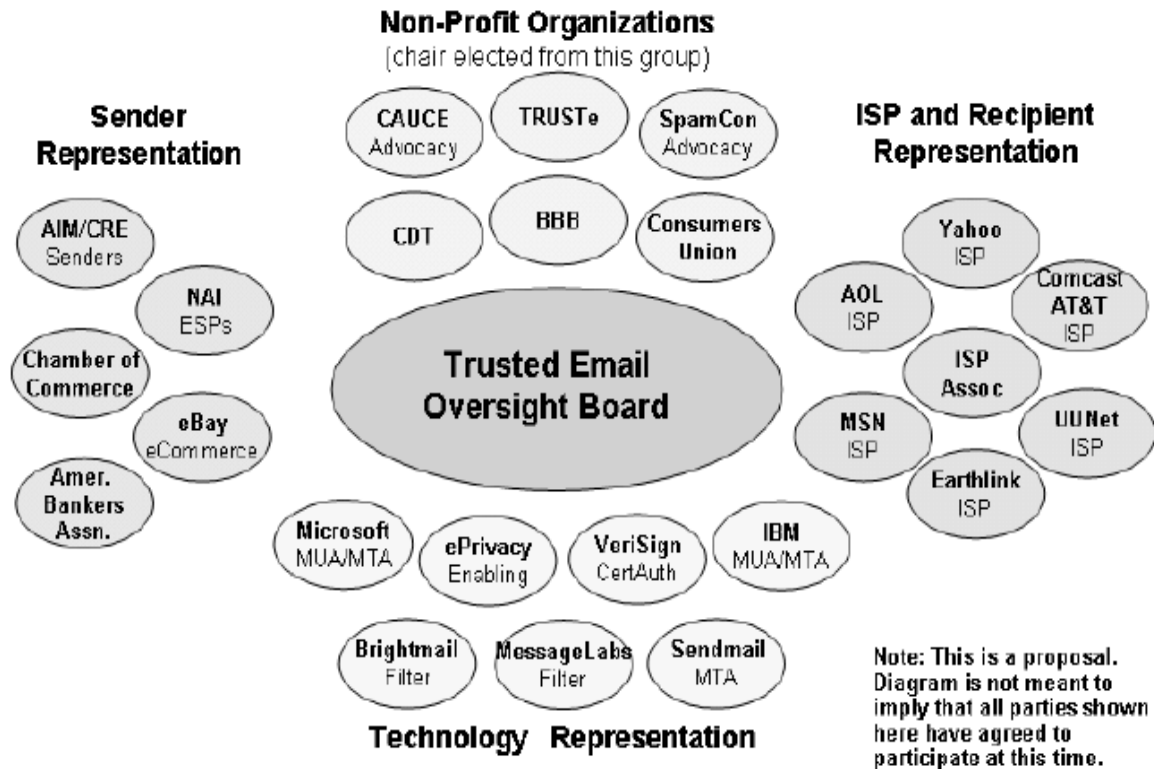 Non-Profit Organizations
(chair elected from this group)
Sender
Representation
CAUCE
Advocacy
TRUSTe
SpamCon
Advocacy
CDT
BBB
Consumers
Union
ISP and Recipient
Representation
AIM/CRE
Senders
NAI
ESPs
Chamber of
Commerce
eBay
eCommerce
Amer.
Bankers
Assn.
Trusted Email
Oversight Board
Yahoo
ISP
AOL
ISP
Comcast
AT&T
ISP
ISP
Assoc
MSN
ISP
UUNet
ISP
Earthlink
ISP
Microsoft
MUA/MTA
ePrivacy
Enabling
VeriSign
CertAuth
IBM
MUA/MTA
Brightmail
Filter
MessageLabs
Filter
Sendmail
MTA
Technology Representation
Note: This is a proposal.
Diagram is not meant to
imply that all parties shown
here have agreed to
participate at this time.